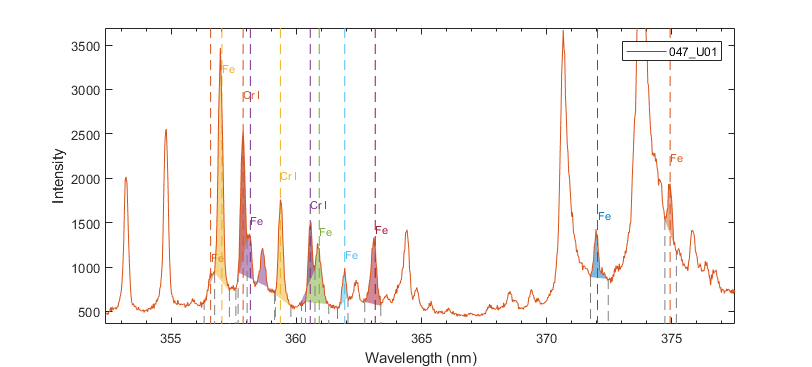 3500
3000
2500
2000
1500
1000
500
Intensity
047_U01
Fe
Cr I
Fe
Cr I
Cr I
Fe
Fe
Fe
Fe
Fe
Fe
355
360
365
370
375
Wavelength (nm)